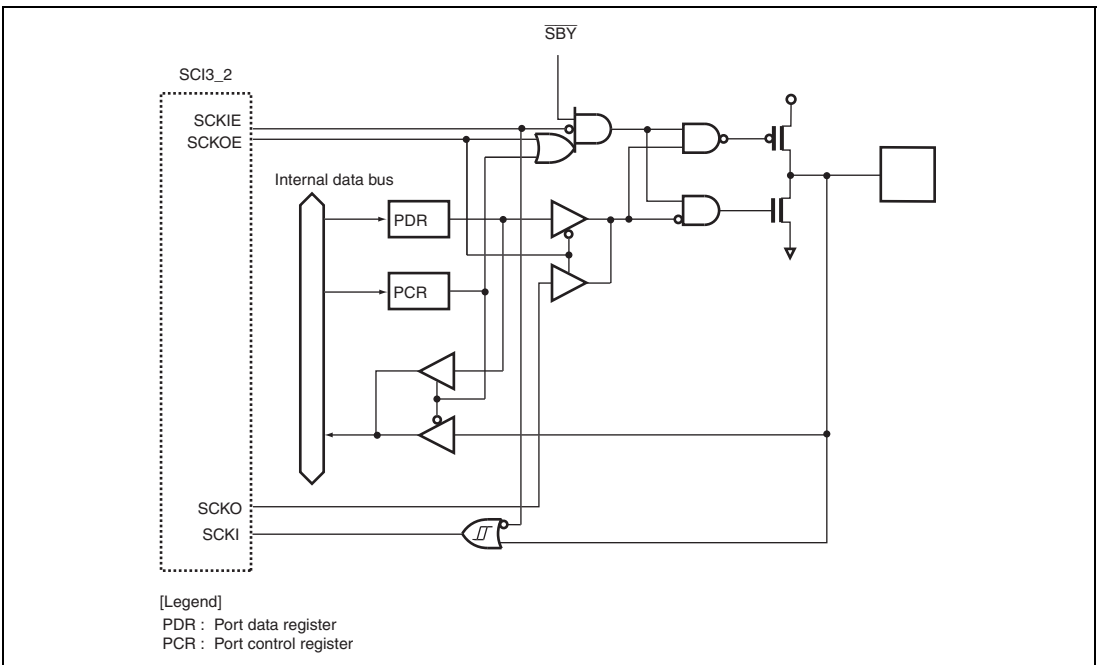 SBY
SCI3_2
SCKIE
SCKOE
Internal data bus
PDR
PCR
SCKO
SCKI
[Legend]
PDR : Port data register
PCR : Port control register